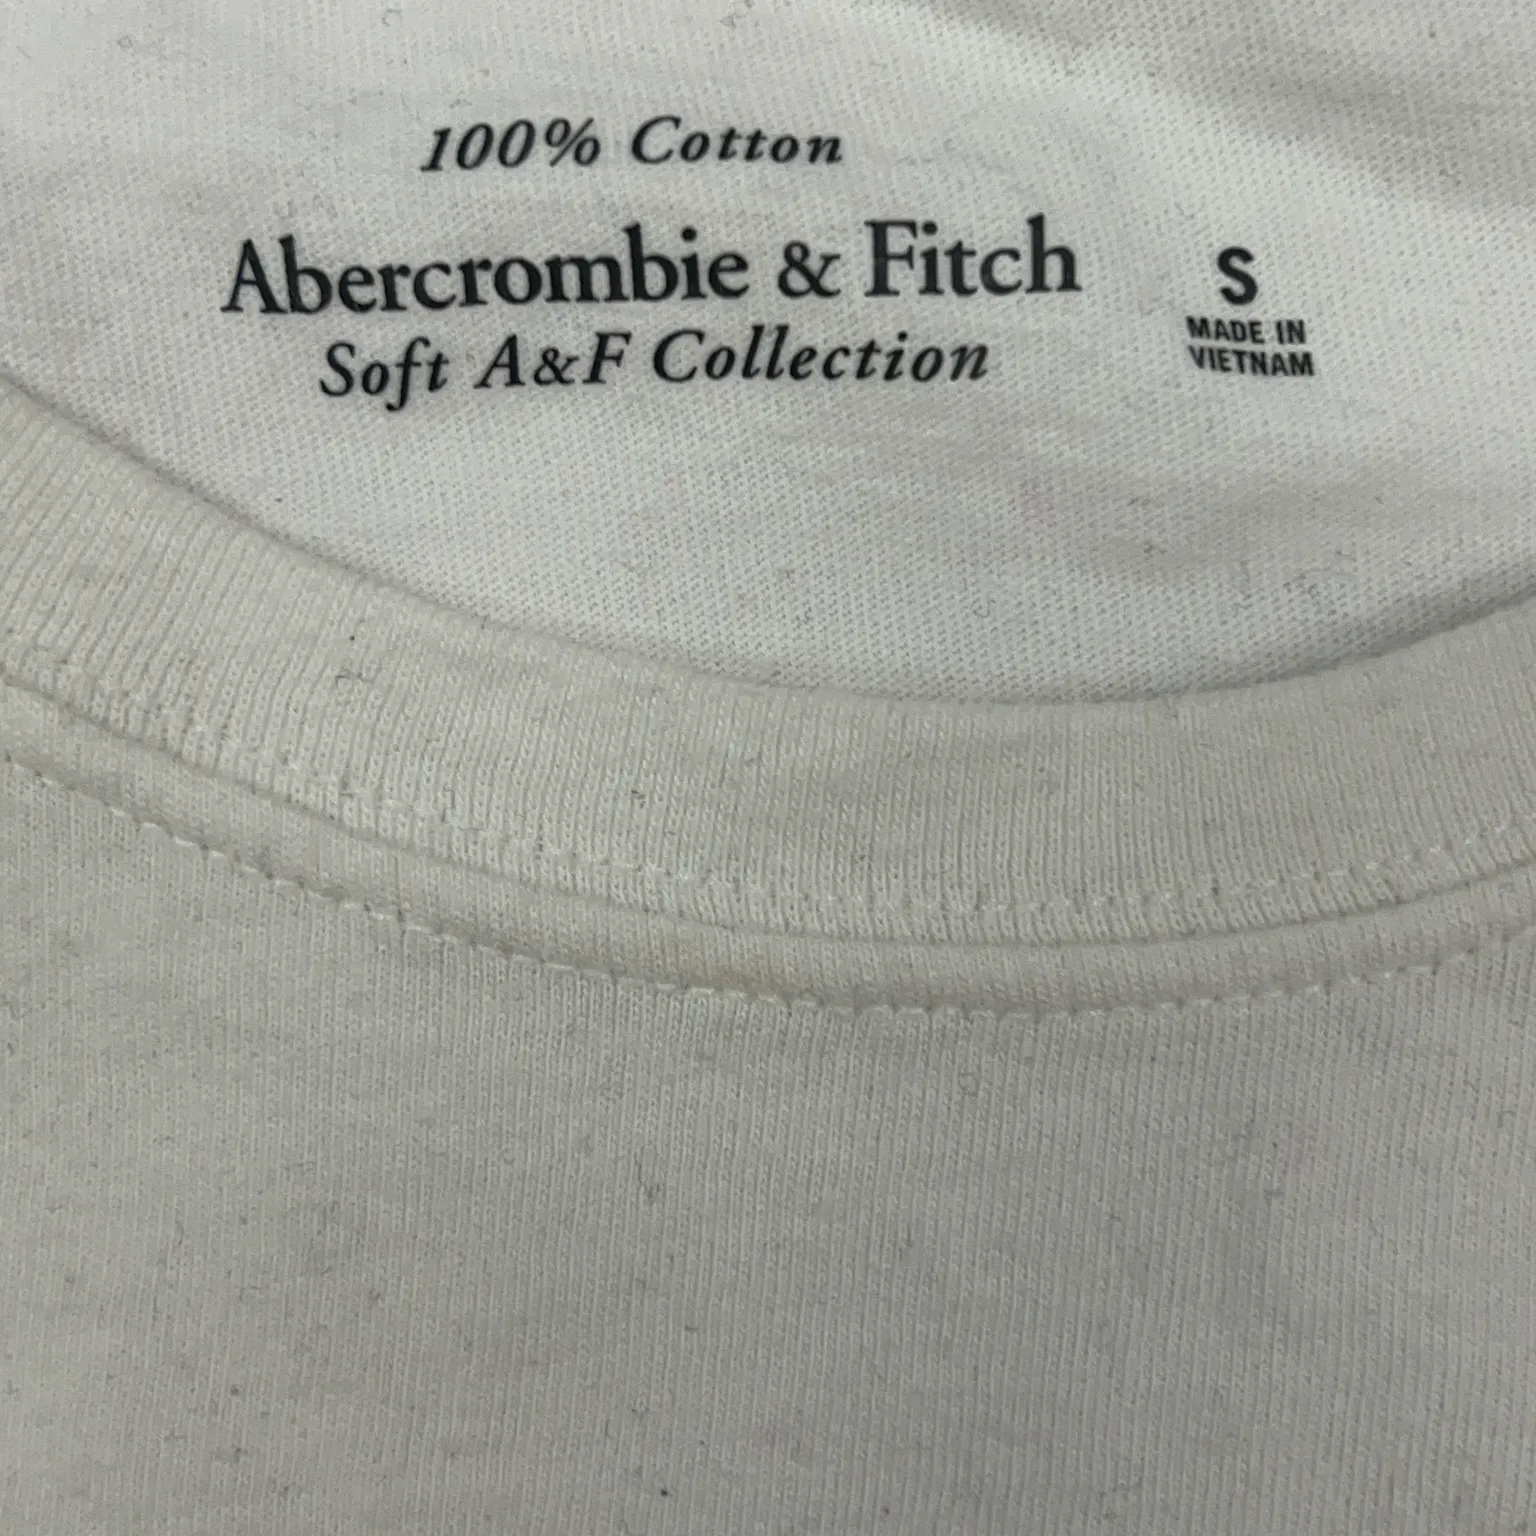 100% Cotton
Abercrombie & Fitch
Soft A&F Collection
S
MADE IN
VIETNAM